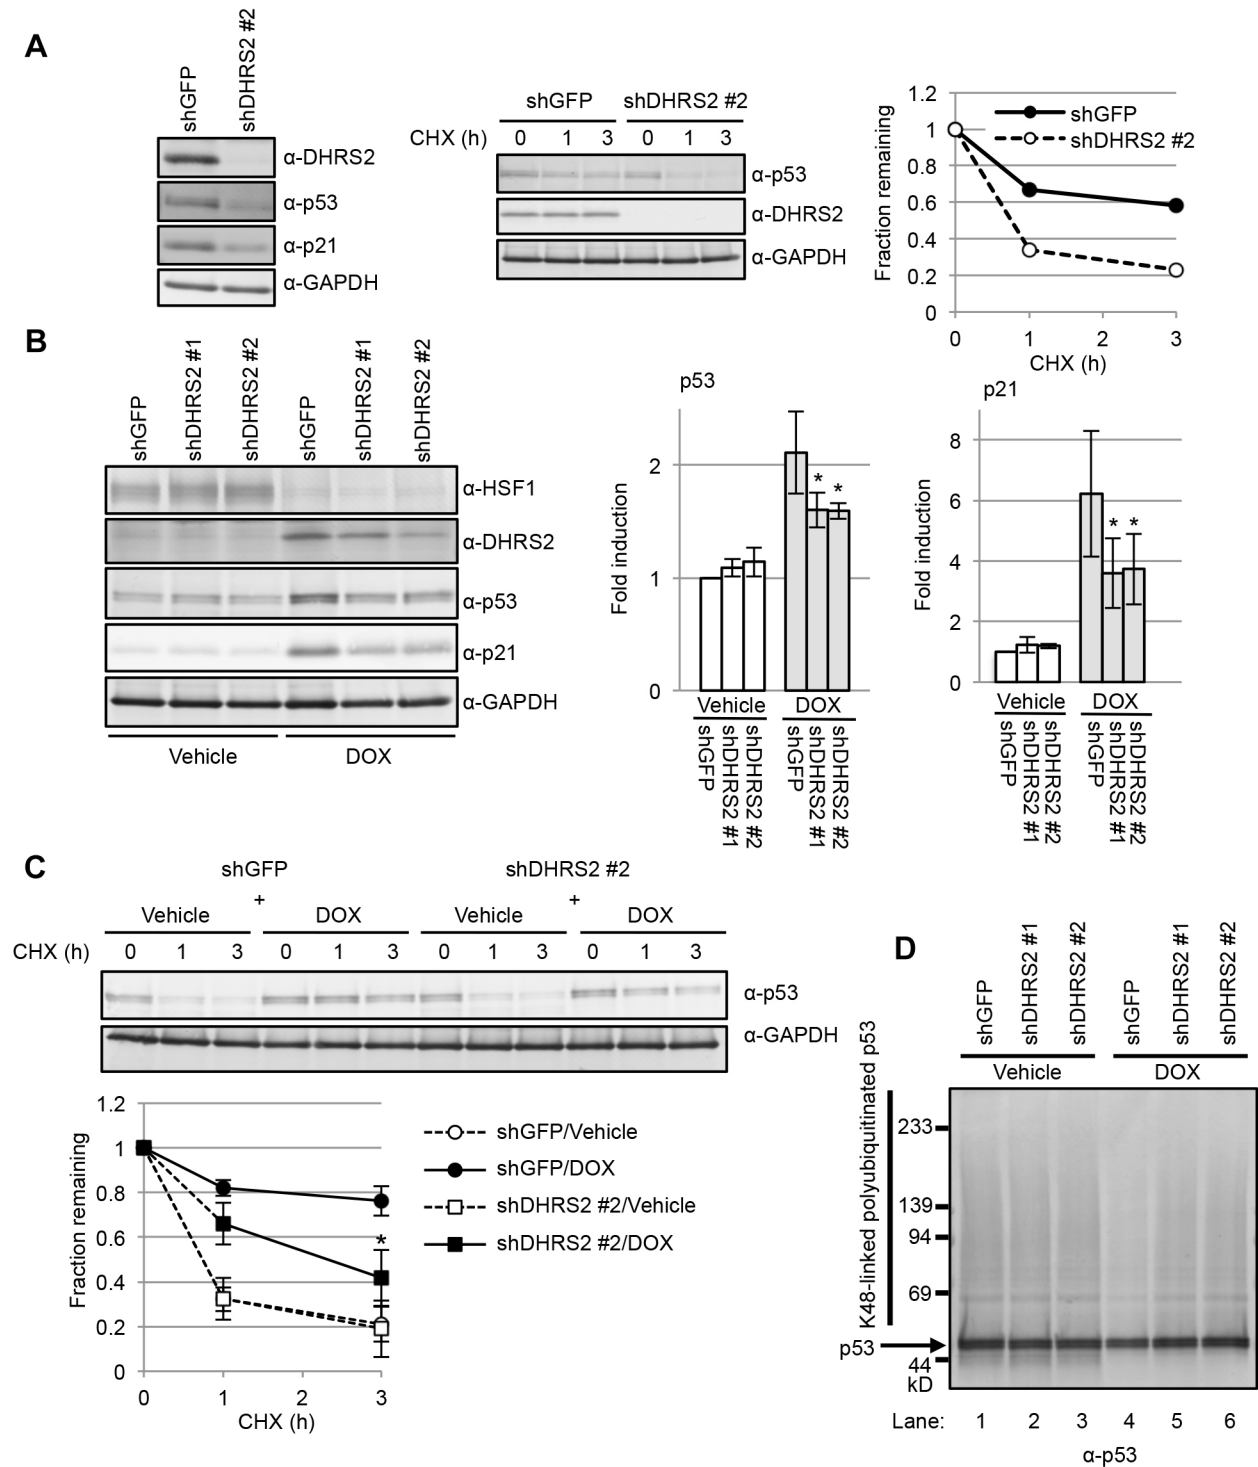 A
shGFP
shDHRS2 #2
α-DHRS2
α-p53
α-p21
α-GAPDH
shGFP shDHRS2 #2
CHX (h) 0 1 3 0 1 3
α-p53
α-DHRS2
α-GAPDH
Fraction remaining
1.2
1
0.8
0.6
0.4
0.2
0
shGFP
shDHRS2 #2
0 1 2 3
CHX (h)
B
shGFP
shDHRS2 #1
shDHRS2 #2
shGFP
shDHRS2 #1
shDHRS2 #2
α-HSF1
α-DHRS2
α-p53
α-p21
α-GAPDH
Vehicle DOX
p53
Fold induction
2
1
0
* *
Vehicle DOX
shGFP
shDHRS2 #1
shDHRS2 #2
shGFP
shDHRS2 #1
shDHRS2 #2
p21
Fold induction
8
6
4
2
0
* *
Vehicle DOX
shGFP
shDHRS2 #1
shDHRS2 #2
shGFP
shDHRS2 #1
shDHRS2 #2
C
shGFP shDHRS2 #2
+ +
Vehicle DOX Vehicle DOX
CHX (h) 0 1 3 0 1 3 0 1 3 0 1 3
α-p53
α-GAPDH
Fraction remaining
1.2
1
0.8
0.6
0.4
0.2
0
*
0 1 2 3
CHX (h)
shGFP/Vehicle
shGFP/DOX
shDHRS2 #2/Vehicle
shDHRS2 #2/DOX
D
shGFP
shDHRS2 #1
shDHRS2 #2
shGFP
shDHRS2 #1
shDHRS2 #2
Vehicle DOX
K48-linked polyubiquitinated p53
233
139
94
69
p53
44
kD
Lane: 1 2 3 4 5 6
α-p53